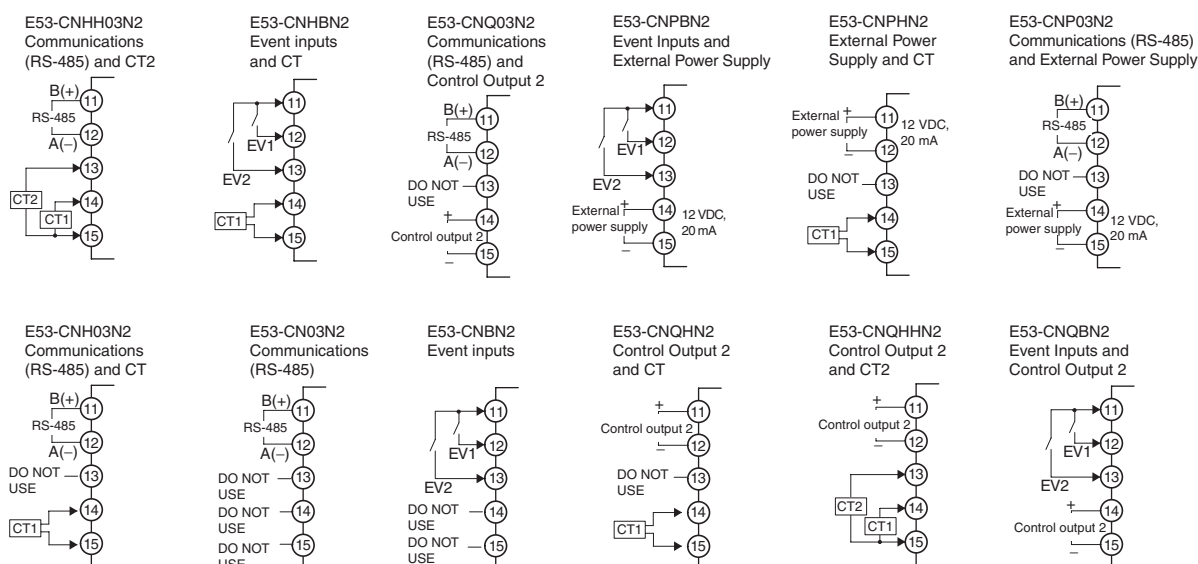 E53-CNHH03N2
Communications
(RS-485) and CT2
B(+)
11
RS-485
12
A(−)
13
CT2
14
CT1
15
E53-CNHBN2
Event inputs
and CT
11
12
EV1
13
EV2
14
CT1
15
E53-CNQ03N2
Communications
(RS-485) and
Control Output 2
B(+)
11
RS-485
12
A(−)
DO NOT
13
USE
+
14
Control output 2
−
15
E53-CNPBN2
Event Inputs and
External Power Supply
11
12
EV1
13
EV2
External
+
14
12 VDC,
power supply
20 mA
−
15
E53-CNPHN2
External Power
Supply and CT
External
+
11
12 VDC,
power supply
20 mA
−
12
DO NOT
13
USE
14
CT1
15
E53-CNP03N2
Communications (RS-485)
and External Power Supply
B(+)
11
RS-485
12
A(−)
DO NOT
13
USE
External
+
14
12 VDC,
power supply
20 mA
−
15
E53-CNH03N2
Communications
(RS-485) and CT
B(+)
11
RS-485
12
A(−)
DO NOT
13
USE
14
CT1
15
E53-CN03N2
Communications
(RS-485)
B(+)
11
RS-485
12
A(−)
DO NOT
13
USE
DO NOT
14
USE
DO NOT
15
USE
E53-CNBN2
Event inputs
11
12
EV1
13
EV2
DO NOT
14
USE
DO NOT
15
USE
E53-CNQHN2
Control Output 2
and CT
+
11
Control output 2
−
12
DO NOT
13
USE
14
CT1
15
E53-CNQHHN2
Control Output 2
and CT2
+
11
Control output 2
−
12
13
CT2
14
CT1
15
E53-CNQBN2
Event Inputs and
Control Output 2
11
12
EV1
13
EV2
+
14
Control output 2
−
15